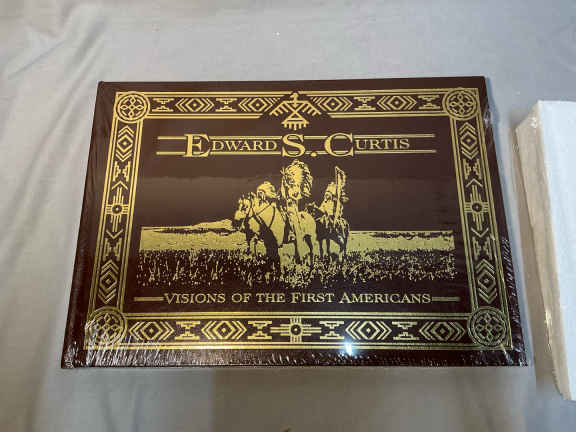 EDWARD S. CURTIS
VISIONS OF THE FIRST AMERICANS